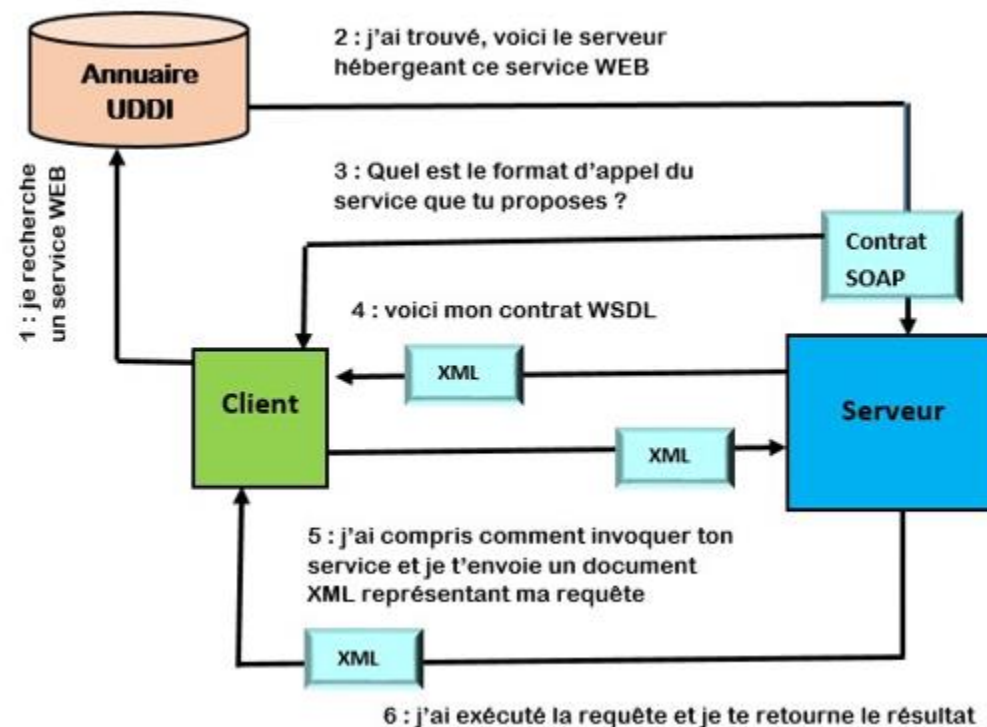 Annuaire
UDDI
2 : j'ai trouvé, voici le serveur
hébergeant ce service WEB
1 : je recherche
un service WEB
3 : Quel est le format d'appel du
service que tu proposes ?
Contrat
SOAP
4 : voici mon contrat WSDL
XML
Client
Serveur
XML
5 : j'ai compris comment invoquer ton
service et je t'envoie un document
XML représentant ma requête
XML
6 : j'ai exécuté la requête et je te retourne le résultat